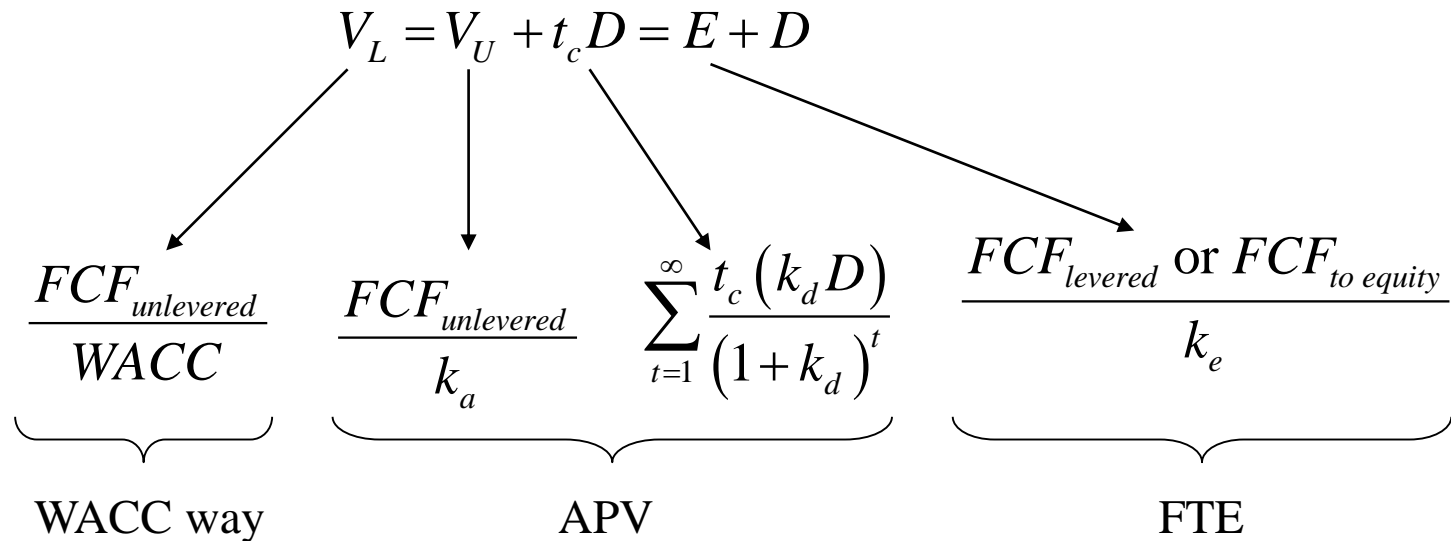 V_L = V_U + t_c D = E + D
FCF_unlevered / WACC
FCF_unlevered / k_a
∑_{t=1}^{∞} t_c (k_d D) / (1 + k_d)^t
FCF_levered or FCF_to equity / k_e
WACC way
APV
FTE